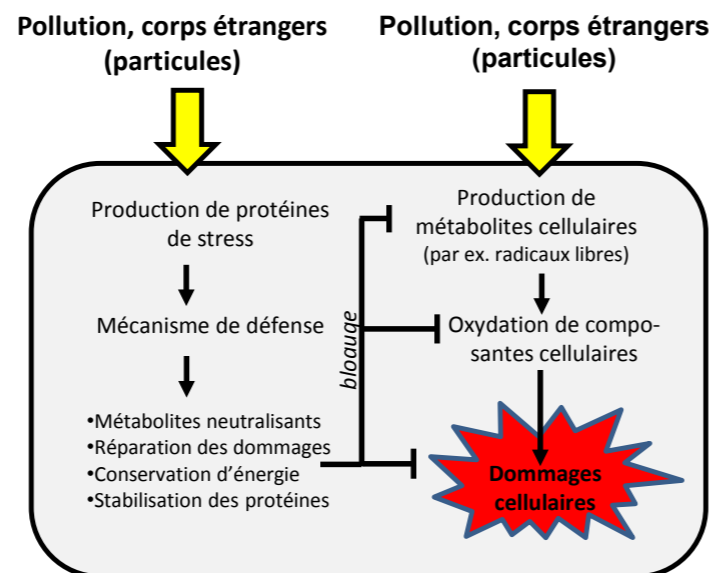 Pollution, corps étrangers
(particules)
Pollution, corps étrangers
(particules)
Production de protéines
de stress
Mécanisme de défense
•Métabolites neutralisants
•Réparation des dommages
•Conservation d'énergie
•Stabilisation des protéines
bloauqe
Production de
métabolites cellulaires
(par ex. radicaux libres)
Oxydation de compo-
santes cellulaires
Dommages
cellulaires